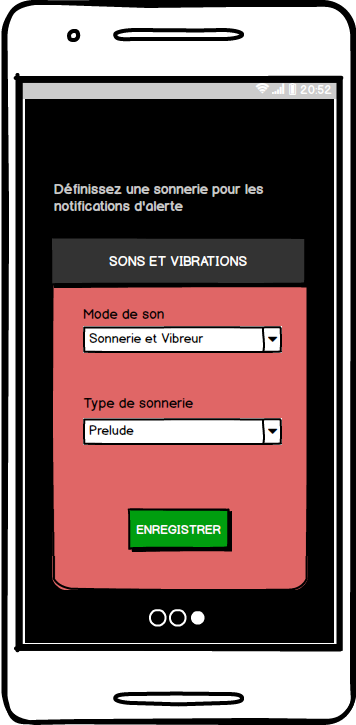 20:52
Définissez une sonnerie pour les
notifications d'alerte
SONS ET VIBRATIONS
Mode de son
Sonnerie et Vibreur
Type de sonnerie
Prelude
ENREGISTRER